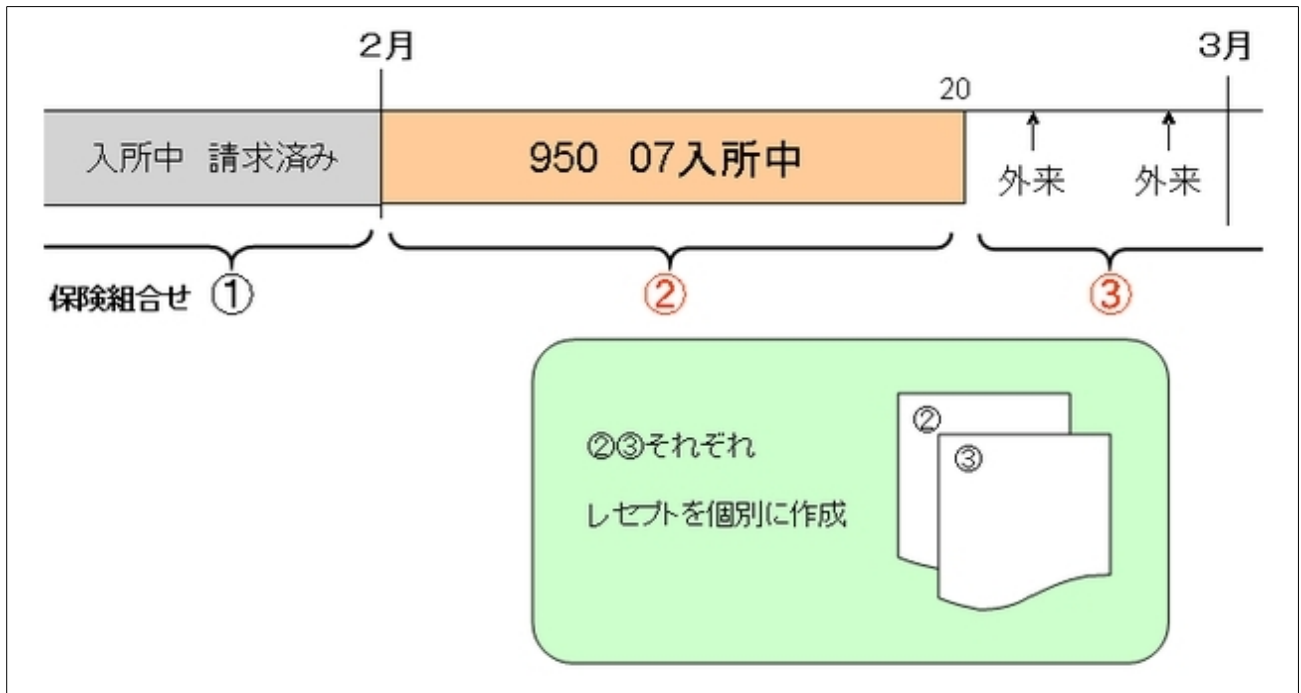 2月
3月
20
入所中 請求済み
950 07入所中
外来
外来
保険組合せ ①
②
③
②③それぞれ
レセプトを個別に作成
②
③